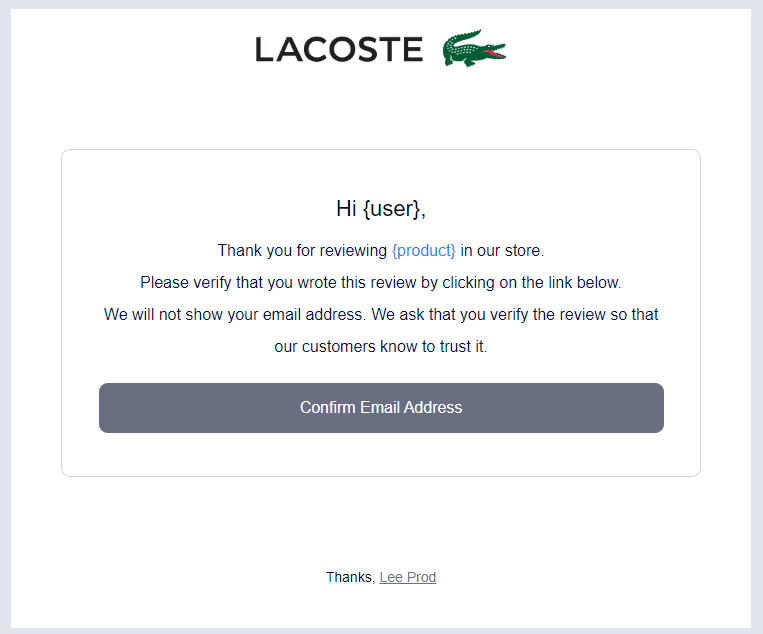 LACOSTE
Hi {user},
Thank you for reviewing {product} in our store.
Please verify that you wrote this review by clicking on the link below.
We will not show your email address. We ask that you verify the review so that
our customers know to trust it.
Confirm Email Address
Thanks, Lee Prod